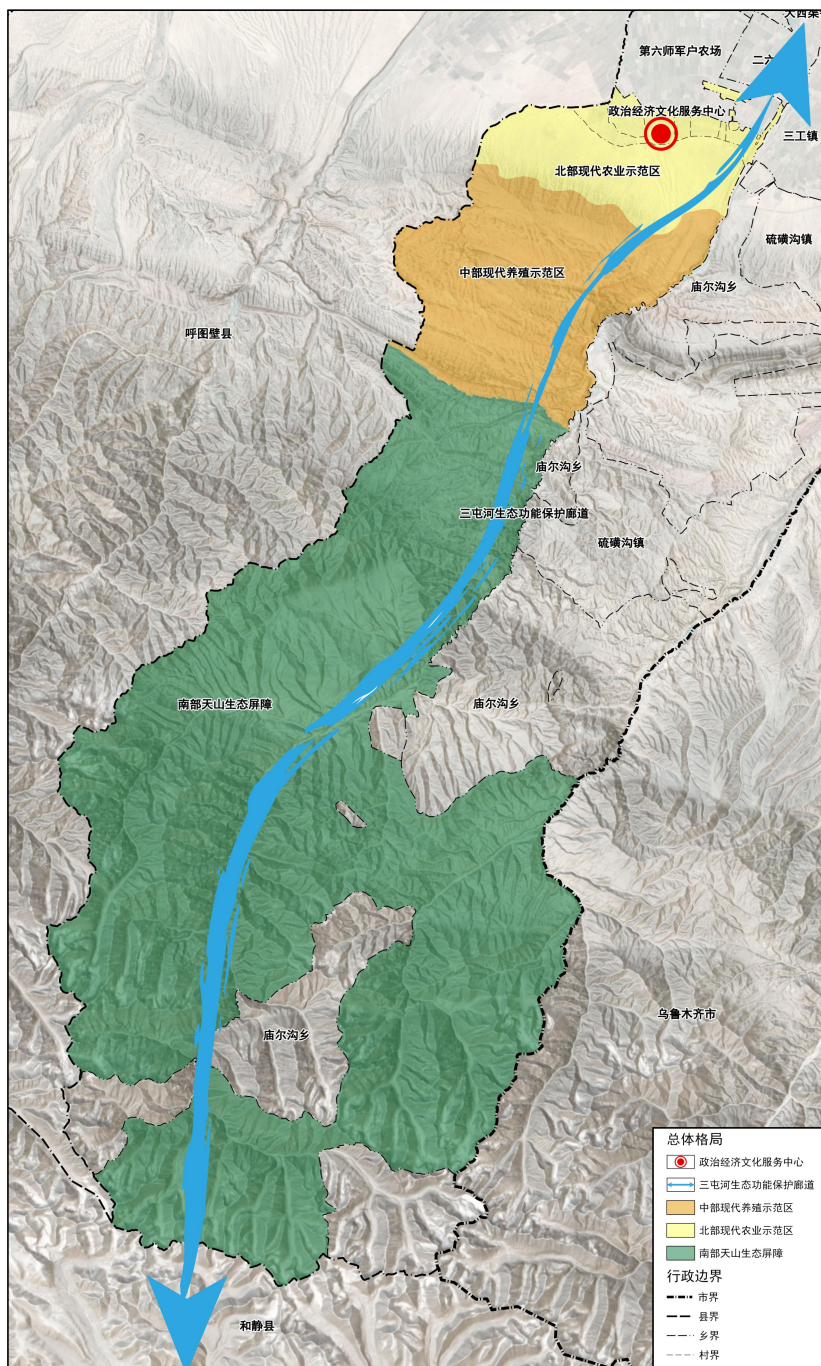 第六师军户农场
政治经济文化服务中心
三工镇
北部现代农业示范区
硫磺沟镇
中部现代养殖示范区
庙尔沟乡
呼图壁县
庙尔沟乡
三屯河生态功能保护廊道
硫磺沟镇
南部天山生态屏障
庙尔沟乡
乌鲁木齐市
庙尔沟乡
和静县
总体格局
政治经济文化服务中心
三屯河生态功能保护廊道
中部现代养殖示范区
北部现代农业示范区
南部天山生态屏障
行政边界
市界
县界
乡界
村界